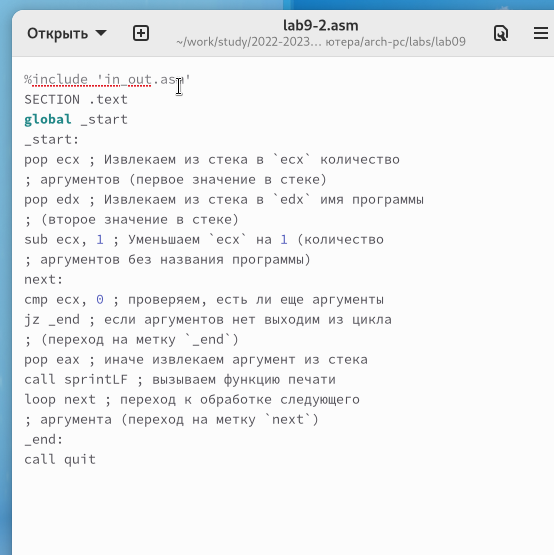 Открыть
lab9-2.asm
~/work/study/2022-2023… ютера/arch-pc/labs/lab09
%include 'in_out.asm'
SECTION .text
global _start
_start:
pop ecx ; Извлекаем из стека в `ecx` количество
; аргументов (первое значение в стеке)
pop edx ; Извлекаем из стека в `edx` имя программы
; (второе значение в стеке)
sub ecx, 1 ; Уменьшаем `ecx` на 1 (количество
; аргументов без названия программы)
next:
cmp ecx, 0 ; проверяем, есть ли еще аргументы
jz _end ; если аргументов нет выходим из цикла
; (переход на метку `_end`)
pop eax ; иначе извлекаем аргумент из стека
call sprintLF ; вызываем функцию печати
loop next ; переход к обработке следующего
; аргумента (переход на метку `next`)
_end:
call quit